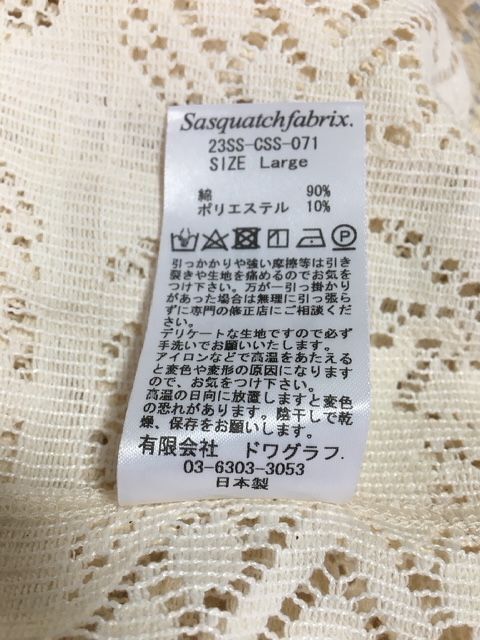 Sasquatchfabrix.
23SS-CSS-071
SIZE Large
綿 90%
ポリエステル 10%
引っかかりや強い摩擦等は引き
裂きや生地を痛めるのでお気を
つけ下さい。万が一引っ掛かり
があった場合は無理に引っ張ら
ずに専門の修正店にご相談くだ
さい。
デリケートな生地ですので必ず
手洗いでお願いいたします。
アイロンなどで高温をあたえる
と変色や変形の原因になります
ので、お気をつけ下さい。
高温の日向に放置しますと変色
の恐れがあります。陰干しで乾
燥、保存をお願い致します。
有限会社 ドワグラフ.
03-6303-3053
日本製